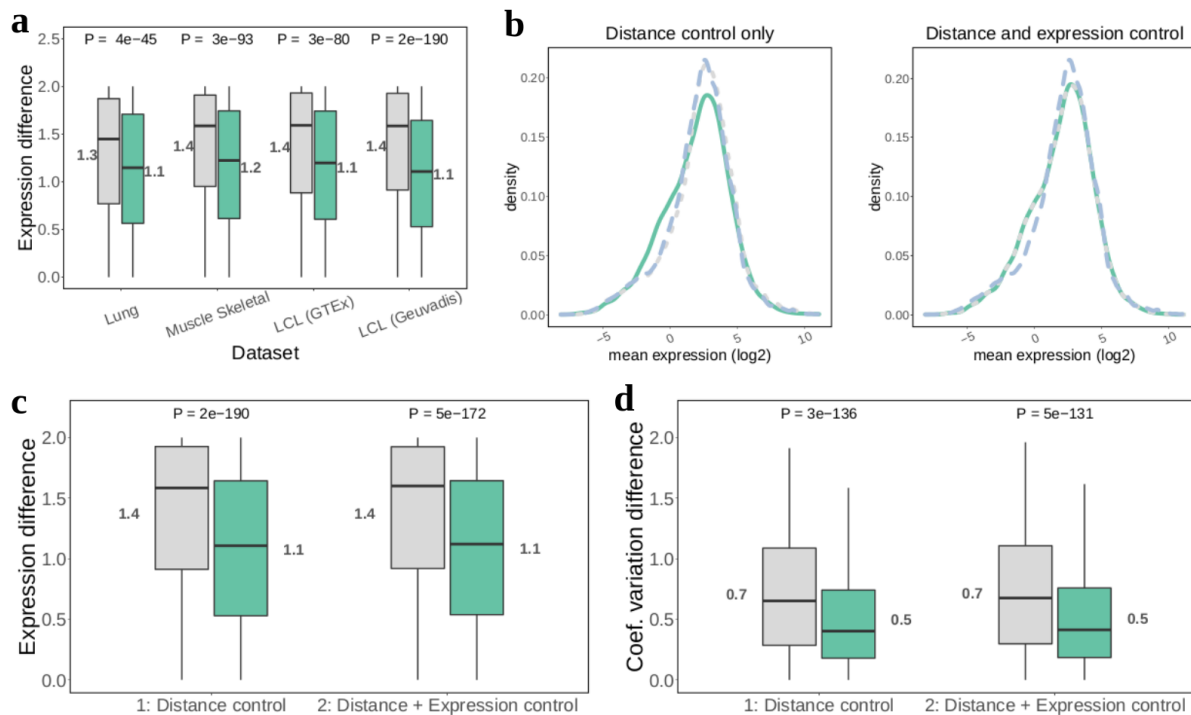 a
P = 4e−45 P = 3e−93 P = 3e−80 P = 2e−190
Expression difference
2.5
2.0
1.5
1.0
0.5
0.0
1.3 1.1 1.4 1.2 1.4 1.1 1.4 1.1
Lung Muscle Skeletal LCL (GTEx) LCL (Geuvadis)
Dataset
b
Distance control only
density
0.20
0.15
0.10
0.05
0.00
−5 0 5 10
mean expression (log2)
Distance and expression control
density
0.20
0.15
0.10
0.05
0.00
−5 0 5 10
mean expression (log2)
c
P = 2e−190 P = 5e−172
Expression difference
2.0
1.5
1.0
0.5
0.0
1.4 1.1 1.4 1.1
1: Distance control 2: Distance + Expression control
d
P = 3e−136 P = 5e−131
Coef. variation difference
2.0
1.5
1.0
0.5
0.0
0.7 0.5 0.7 0.5
1: Distance control 2: Distance + Expression control